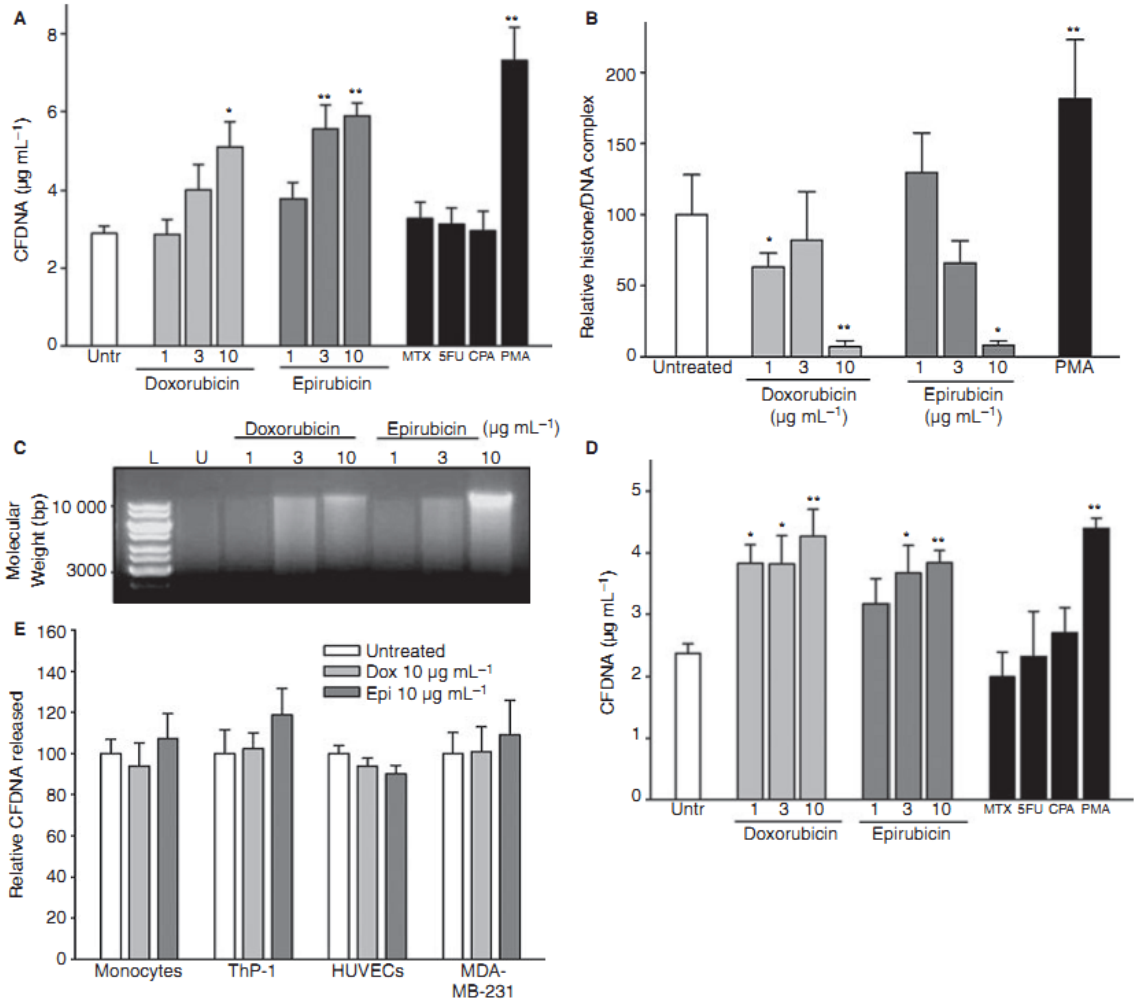 A
8
**
6
**
**
*
4
2
0
CFDNA (µg mL⁻¹)
Untr
1 3 10
1 3 10
MTX 5FU CPA PMA
Doxorubicin
Epirubicin
B
**
200
150
100
50
0
Relative histone/DNA complex
*
**
*
Untreated
1 3 10
1 3 10
PMA
Doxorubicin
(µg mL⁻¹)
Epirubicin
(µg mL⁻¹)
C
Doxorubicin
Epirubicin
(µg mL⁻¹)
L U 1 3 10 1 3 10
10 000
3000
Molecular
Weight (bp)
D
5
4
3
2
1
0
CFDNA (µg mL⁻¹)
* * **
* **
**
Untr
1 3 10
1 3 10
MTX 5FU CPA PMA
Doxorubicin
Epirubicin
E
160
140
120
100
80
60
40
20
0
Relative CFDNA released
Untreated
Dox 10 µg mL⁻¹
Epi 10 µg mL⁻¹
Monocytes
ThP-1
HUVECs
MDA-
MB-231